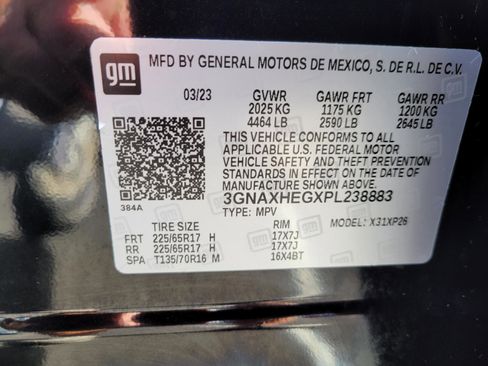 gm MFD BY GENERAL MOTORS DE MEXICO, S. DE R.L. DE C.V.
03/23 GVWR GAWR FRT GAWR RR
2025 KG 1175 KG 1200 KG
4464 LB 2590 LB 2645 LB
THIS VEHICLE CONFORMS TO ALL
APPLICABLE U.S. FEDERAL MOTOR
VEHICLE SAFETY AND THEFT PREVENTION
STANDARDS IN EFFECT ON THE DATE OF
MANUFACTURE SHOWN ABOVE.
384A 3GNAXHEGXPL238883
TYPE: MPV MODEL: X31XP26
TIRE SIZE RIM
FRT 225/65R17 H 17X7J
RR 225/65R17 H 17X7J
SPA T135/70R16 M 16X4BT